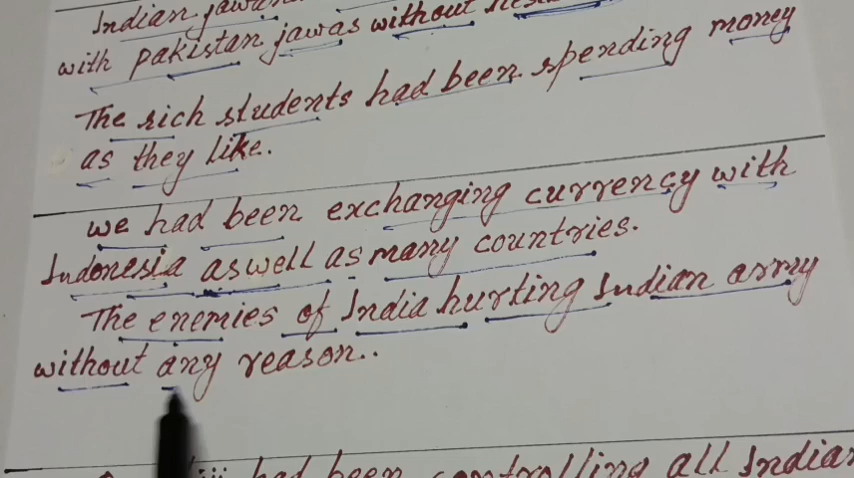 Indian
with pakistan jawas without
The rich students had been spending money
as they like.
we had been exchanging currency with
Indonesia aswell as many countries.
The enemies of India hurting Indian army
without any reason..
had been controlling all Indian